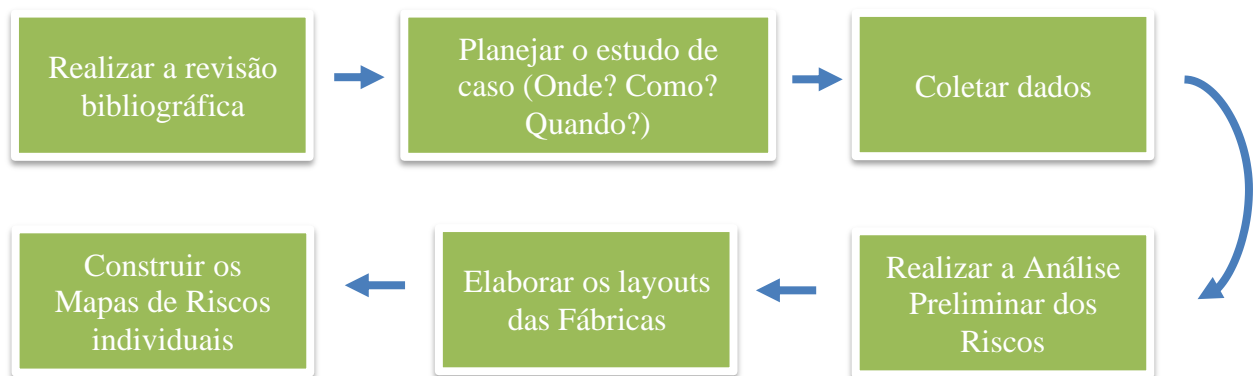 Realizar a revisão
bibliográfica
Planejar o estudo de
caso (Onde? Como?
Quando?)
Coletar dados
Realizar a Análise
Preliminar dos
Riscos
Elaborar os layouts
das Fábricas
Construir os
Mapas de Riscos
individuais